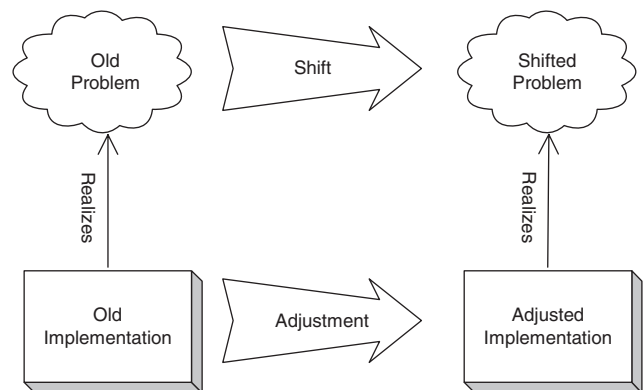 Old
Problem
Shift
Shifted
Problem
Realizes
Realizes
Old
Implementation
Adjustment
Adjusted
Implementation